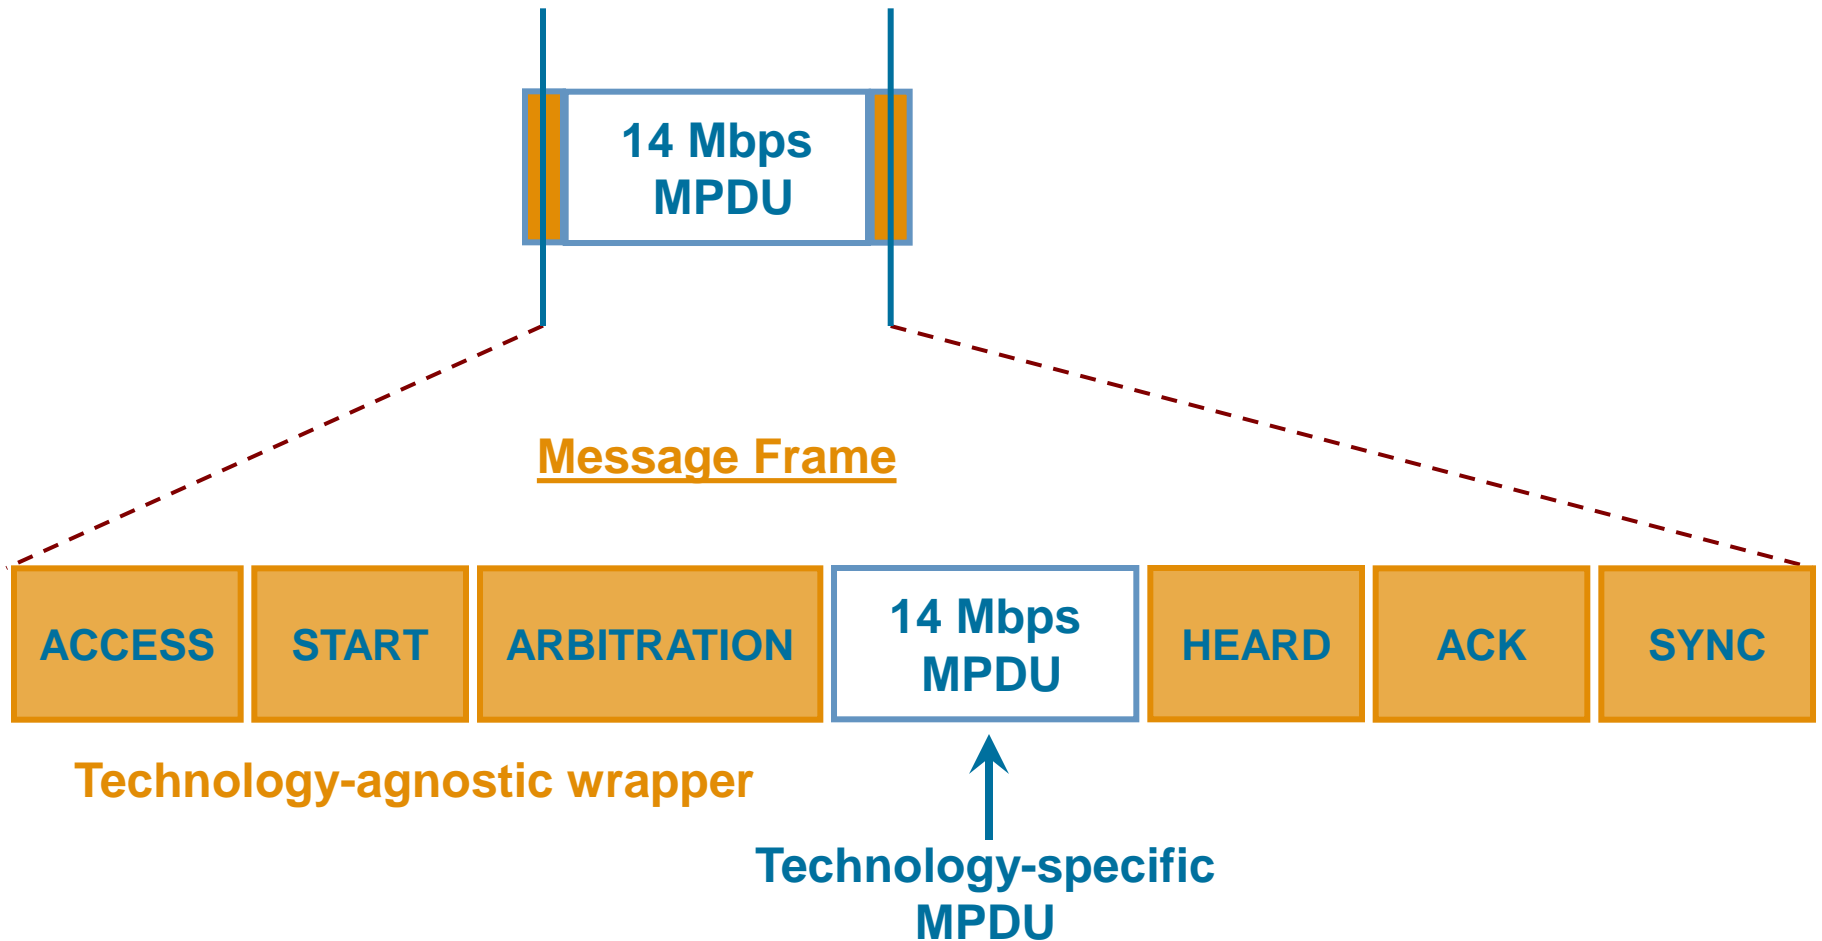 14 Mbps
MPDU
Message Frame
ACCESS START ARBITRATION 14 Mbps MPDU HEARD ACK SYNC
Technology-agnostic wrapper
Technology-specific
MPDU